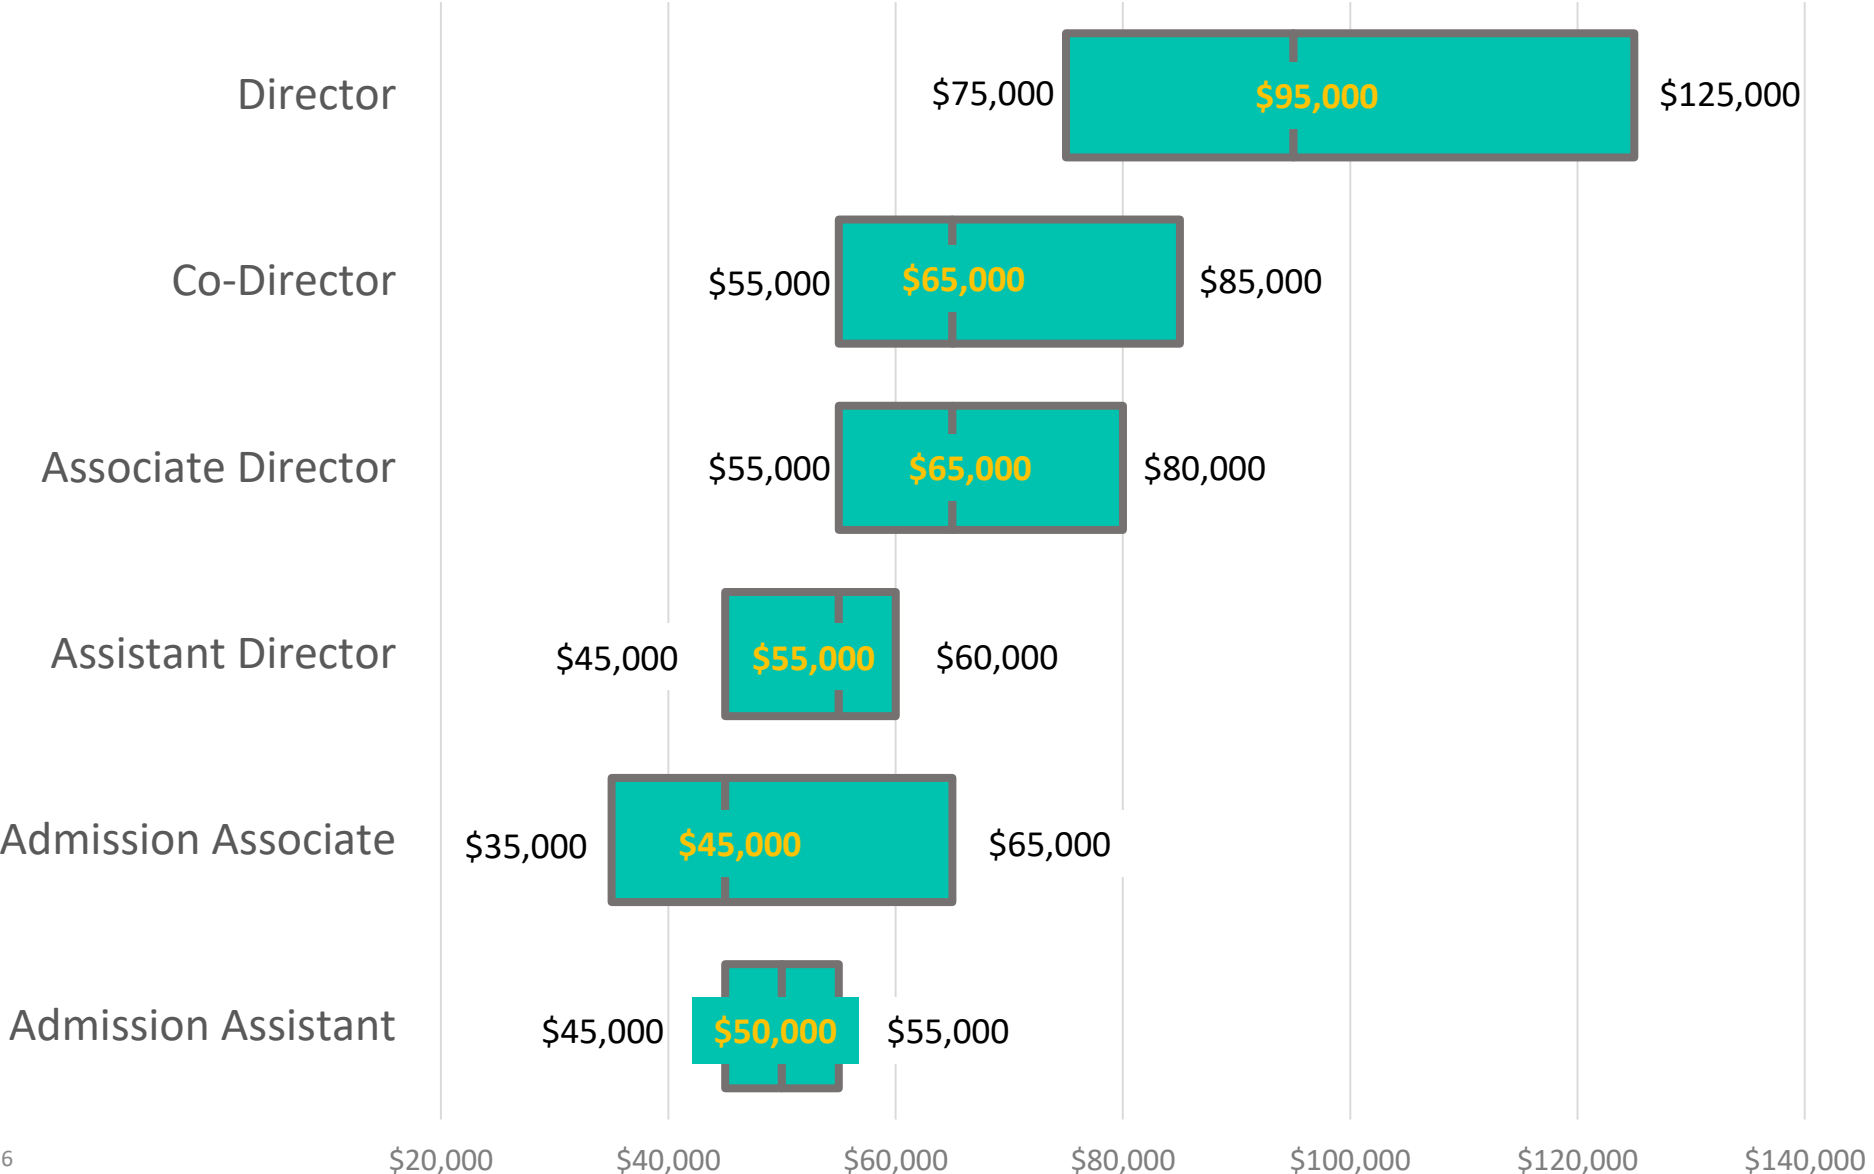 Director $75,000 $95,000 $125,000
Co-Director $55,000 $65,000 $85,000
Associate Director $55,000 $65,000 $80,000
Assistant Director $45,000 $55,000 $60,000
Admission Associate $35,000 $45,000 $65,000
Admission Assistant $45,000 $50,000 $55,000
6 $20,000 $40,000 $60,000 $80,000 $100,000 $120,000 $140,000